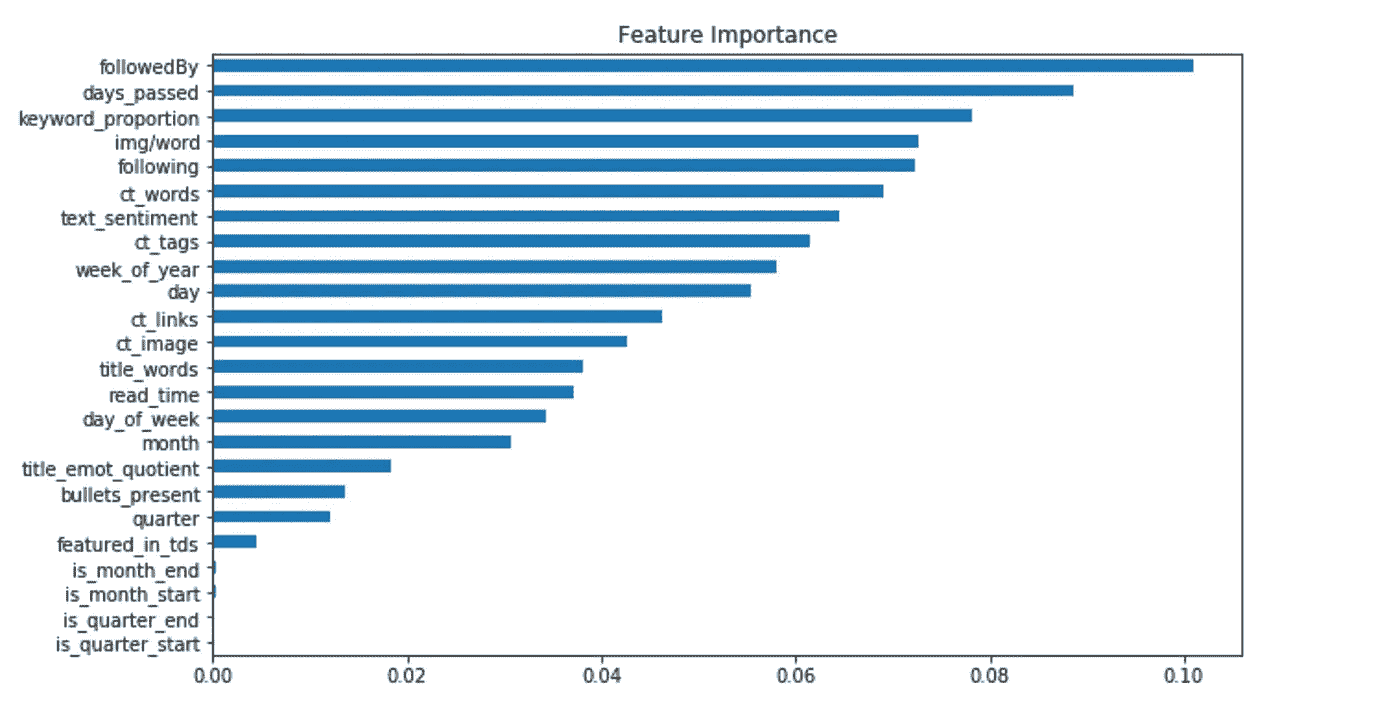 Feature Importance
followedBy
days_passed
keyword_proportion
img/word
following
ct_words
text_sentiment
ct_tags
week_of_year
day
ct_links
ct_image
title_words
read_time
day_of_week
month
title_emot_quotient
bullets_present
quarter
featured_in_tds
is_month_end
is_month_start
is_quarter_end
is_quarter_start
0.00 0.02 0.04 0.06 0.08 0.10